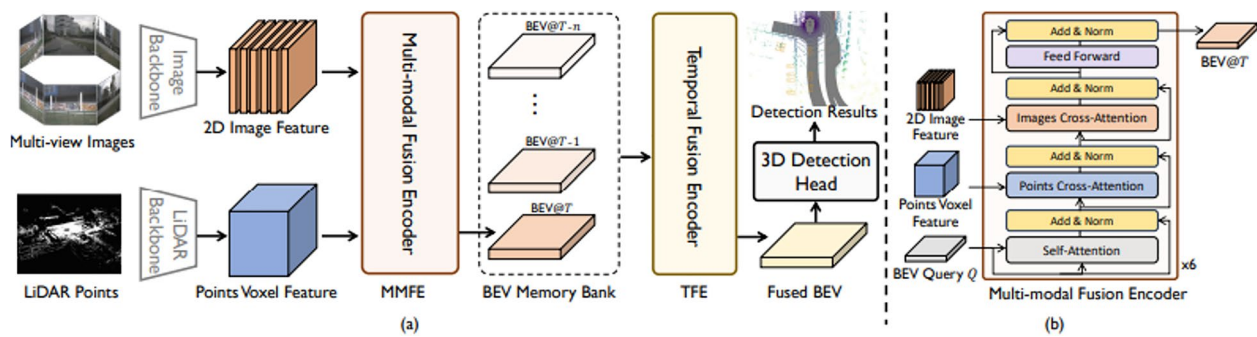 Multi-view Images
Image Backbone
2D Image Feature
LiDAR Points
LiDAR Backbone
Points Voxel Feature
Multi-modal Fusion Encoder
MMFE
BEV@T-n
⋮
BEV@T-1
BEV@T
BEV Memory Bank
Temporal Fusion Encoder
TFE
Detection Results
3D Detection
Head
Fused BEV
(a)
Add & Norm
Feed Forward
BEV@T
Add & Norm
2D Image
Feature
Images Cross-Attention
Add & Norm
Points Voxel
Feature
Points Cross-Attention
Add & Norm
BEV Query Q
Self-Attention
x6
Multi-modal Fusion Encoder
(b)